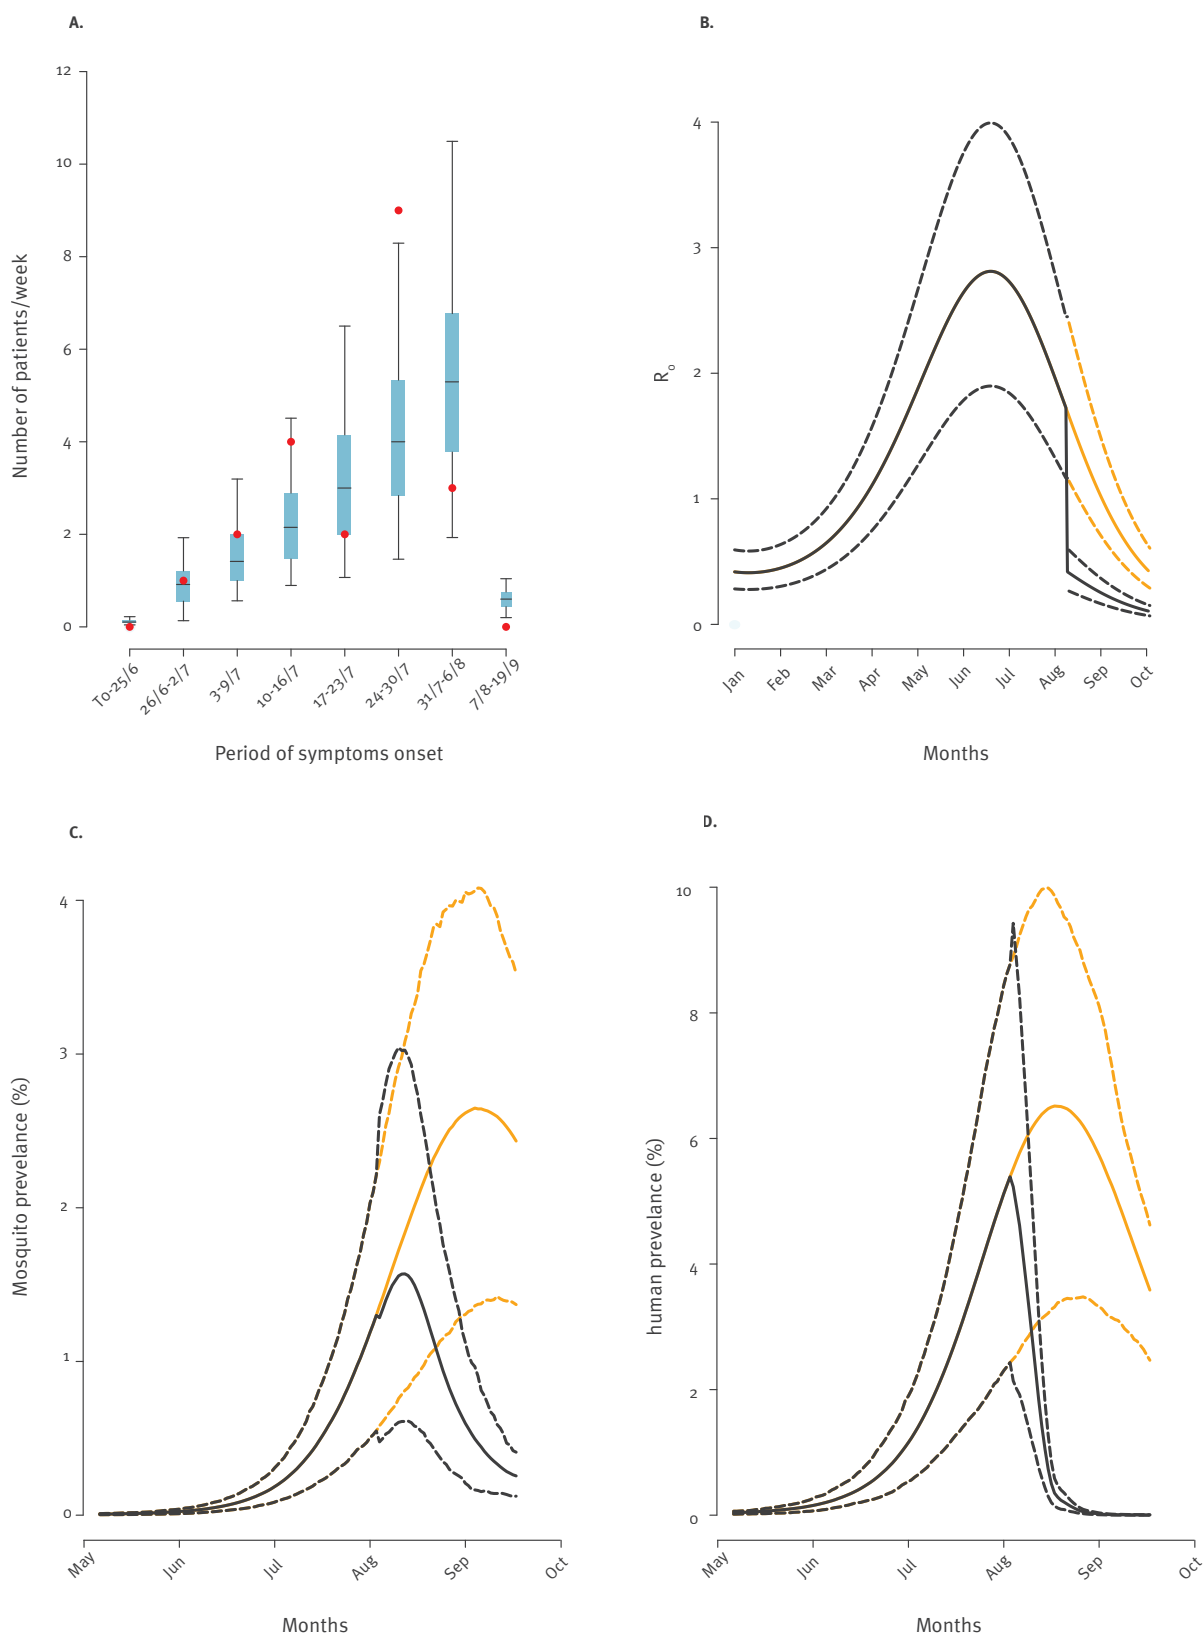 A.
12
10
8
6
4
2
0
Number of patients/week
To-25/6
26/6-2/7
3-9/7
10-16/7
17-23/7
24-30/7
31/7-6/8
7/8-19/9
Period of symptoms onset
B.
4
3
2
1
0
R₀
Jan
Feb
Mar
Apr
May
Jun
Jul
Aug
Sep
Oct
Months
C.
4
3
2
1
0
Mosquito prevelance (%)
May
Jun
Jul
Aug
Sep
Oct
Months
D.
10
8
6
4
2
0
human prevelance (%)
May
Jun
Jul
Aug
Sep
Oct
Months